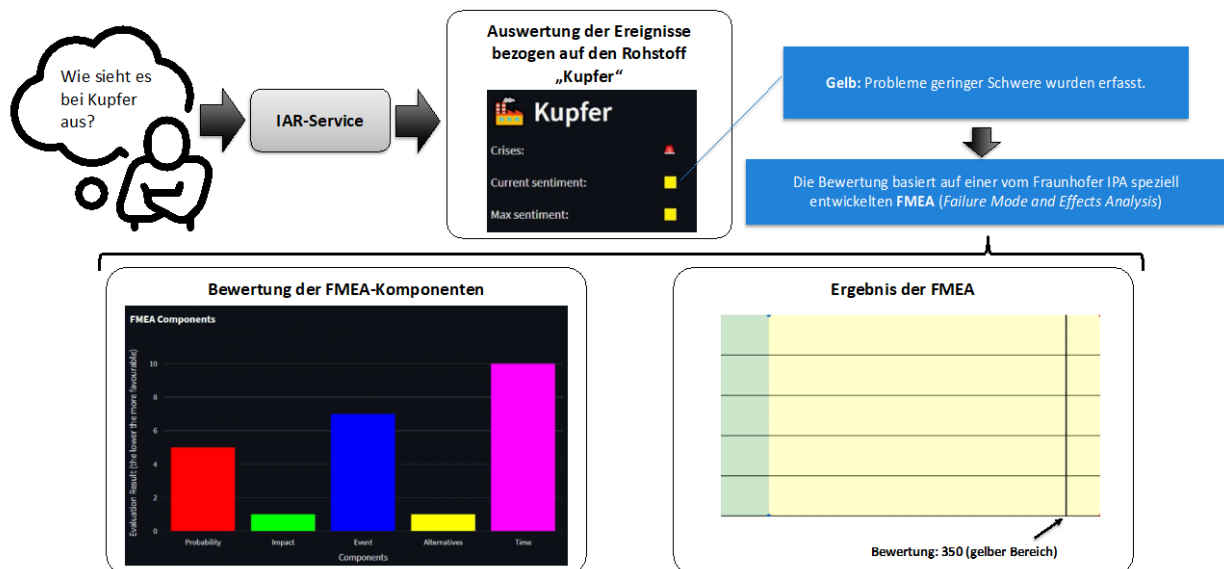 Wie sieht es
bei Kupfer
aus?
IAR-Service
Auswertung der Ereignisse
bezogen auf den Rohstoff
„Kupfer“
Kupfer
Crises:
Current sentiment:
Max sentiment:
Gelb: Probleme geringer Schwere wurden erfasst.
Die Bewertung basiert auf einer vom Fraunhofer IPA speziell
entwickelten FMEA (Failure Mode and Effects Analysis)
Bewertung der FMEA-Komponenten
FMEA Components
Evaluation Result (the lower the more favourable)
10
8
6
4
2
0
Probability
Impact
Event
Alternatives
Time
Components
Ergebnis der FMEA
Bewertung: 350 (gelber Bereich)